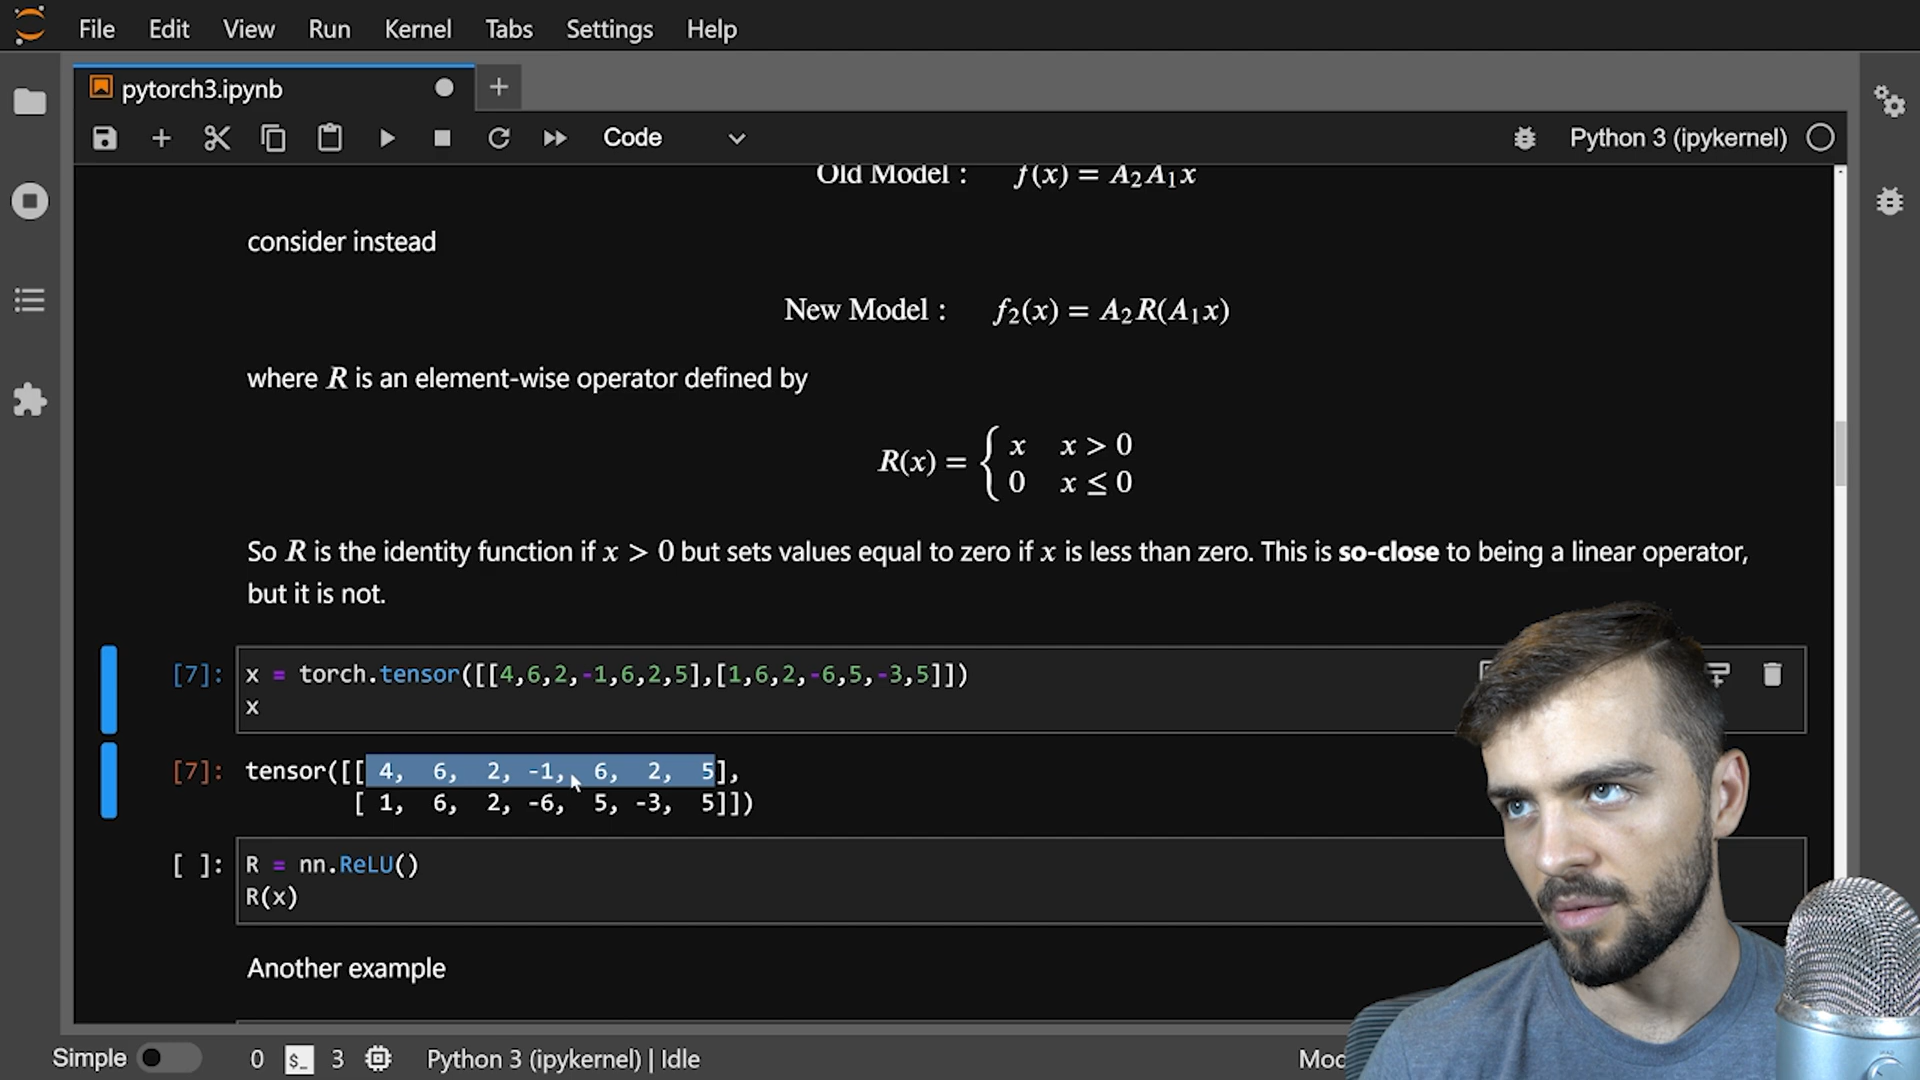 File Edit View Run Kernel Tabs Settings Help
pytorch3.ipynb
Code Python 3 (ipykernel)
Old Model : f(x) = A₂A₁x
consider instead
New Model : f₂(x) = A₂R(A₁x)
where R is an element-wise operator defined by
R(x) = { x x > 0
0 x ≤ 0
So R is the identity function if x > 0 but sets values equal to zero if x is less than zero. This is so-close to being a linear operator,
but it is not.
[7]: x = torch.tensor([[4,6,2,-1,6,2,5],[1,6,2,-6,5,-3,5]])
x
[7]: tensor([[ 4, 6, 2, -1, 6, 2, 5],
[ 1, 6, 2, -6, 5, -3, 5]])
[ ]: R = nn.ReLU()
R(x)
Another example
Simple 0 $_ 3 Python 3 (ipykernel) | Idle